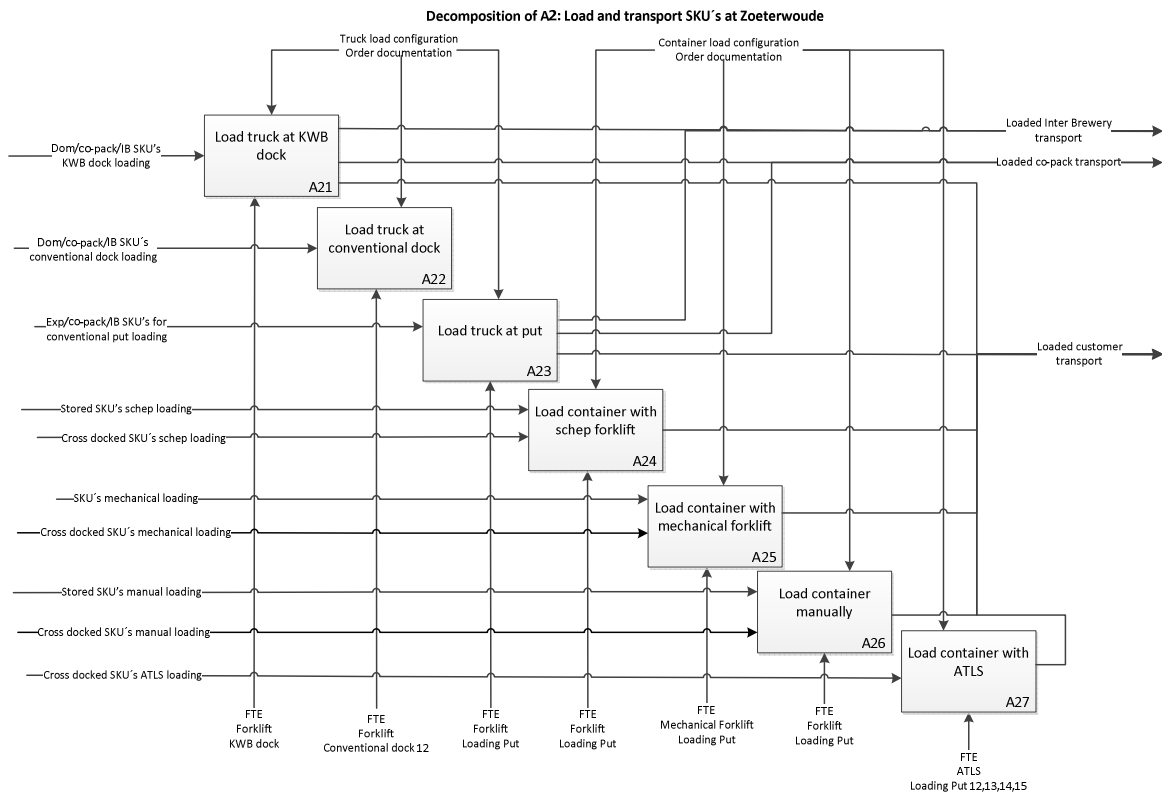 Decomposition of A2: Load and transport SKU´s at Zoeterwoude
Truck load configuration
Order documentation
Container load configuration
Order documentation
Load truck at KWB
dock
A21
Dom/co-pack/IB SKU's
KWB dock loading
Loaded Inter Brewery
transport
Loaded co-pack transport
Load truck at
conventional dock
A22
Dom/co-pack/IB SKU´s
conventional dock loading
Load truck at put
A23
Exp/co-pack/IB SKU's for
conventional put loading
Loaded customer
transport
Load container with
schep forklift
A24
Stored SKU's schep loading
Cross docked SKU´s schep loading
Load container with
mechanical forklift
A25
SKU´s mechanical loading
Cross docked SKU´s mechanical loading
Load container
manually
A26
Stored SKU's manual loading
Cross docked SKU´s manual loading
Load container with
ATLS
A27
Cross docked SKU´s ATLS loading
FTE
Forklift
KWB dock
FTE
Forklift
Conventional dock 12
FTE
Forklift
Loading Put
FTE
Forklift
Loading Put
FTE
Mechanical Forklift
Loading Put
FTE
Forklift
Loading Put
FTE
ATLS
Loading Put 12,13,14,15